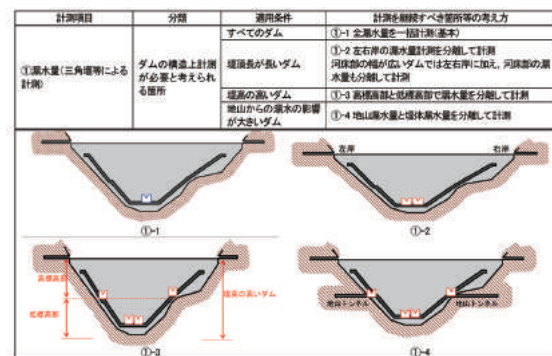 計測項目 分類 適用条件 計測を継続すべき箇所等の考え方
①漏水量(三角堰等による
計測)
ダムの構造上計測
が必要と考えられ
る箇所
すべてのダム
①-1 全漏水量を一括計測(基本)
堤頂長が長いダム
①-2 左右岸の漏水量計測を分離して計測
河床部の幅が広いダムでは左右岸に加え、河床部の漏
水量も分離して計測
堤高の高いダム
①-3 高標高部と低標高部で漏水量を分離して計測
地山からの漏水の影響
が大きいダム
①-4 地山漏水量と堤体漏水量を分離して計測
①-1
左岸 右岸
①-2
高標高部
低標高部
堤高の高いダム
①-3
地山トンネル 地山トンネル
①-4